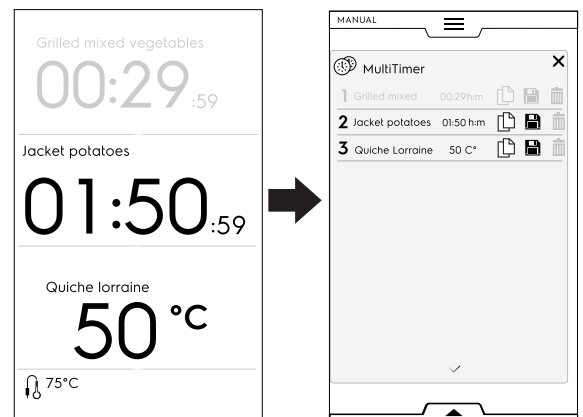 Grilled mixed vegetables
00:29:59
Jacket potatoes
01:50:59
Quiche lorraine
50 °C
75°C
MANUAL
MultiTimer
1 Grilled mixed 00:29h:m
2 Jacket potatoes 01:50 h:m
3 Quiche Lorraine 50 C°